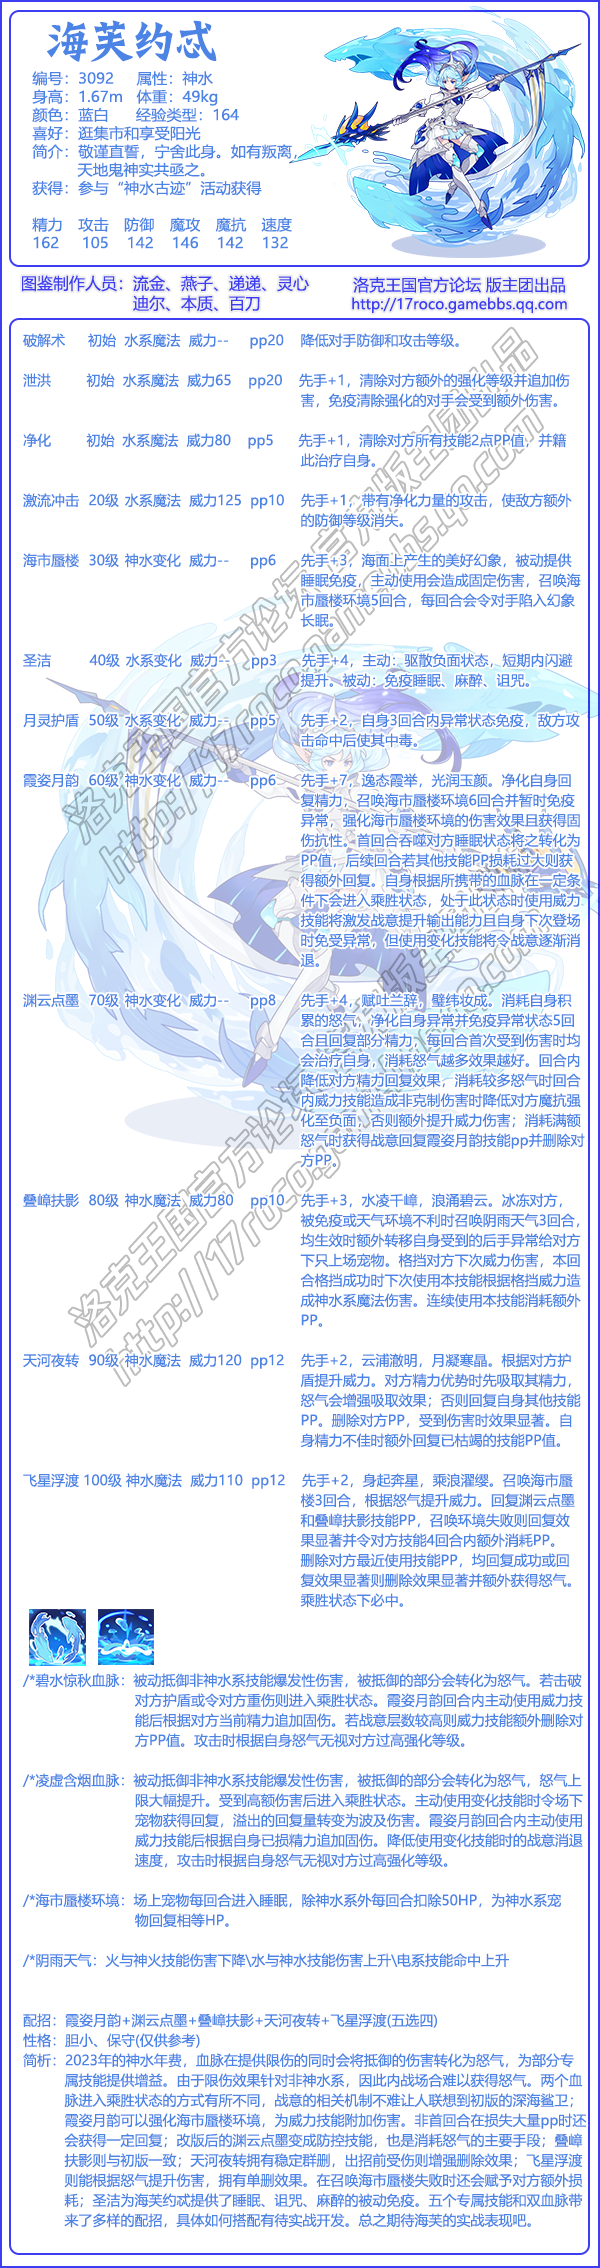 海芙约忒
编号：3092 属性：神水
身高：1.67m 体重：49kg
颜色：蓝白 经验类型：164
喜好：逛集市和享受阳光
简介：敬谨直誓，宁舍此身。如有叛离，
天地鬼神实共亟之。
获得：参与“神水古迹”活动获得
精力 攻击 防御 魔攻 魔抗 速度
162 105 142 146 142 132
图鉴制作人员：流金、燕子、递递、灵心
迪尔、本质、百刀
洛克王国官方论坛 版主团出品
http://17roco.gamebbs.qq.com
破解术 初始 水系魔法 威力-- pp20 降低对手防御和攻击等级。
泄洪 初始 水系魔法 威力65 pp20 先手+1，清除对方额外的强化等级并追加伤
害，免疫清除强化的对手会受到额外伤害。
净化 初始 水系魔法 威力80 pp5 先手+1，清除对方所有技能2点PP值，并籍
此治疗自身。
激流冲击 20级 水系魔法 威力125 pp10 先手+1，带有净化力量的攻击，使敌方额外
的防御等级消失。
海市蜃楼 30级 神水变化 威力-- pp6 先手+3，海面上产生的美好幻象，被动提供
睡眠免疫，主动使用会造成固定伤害，召唤海
市蜃楼环境5回合，每回合会令对手陷入幻象
长眠。
圣洁 40级 水系变化 威力-- pp3 先手+4，主动：驱散负面状态，短期内闪避
提升。被动：免疫睡眠、麻醉、诅咒。
月灵护盾 50级 水系变化 威力-- pp5 先手+2，自身3回合内异常状态免疫，敌方攻
击命中后使其中毒。
霞姿月韵 60级 神水变化 威力-- pp6 先手+7，逸态霞举，光润玉颜。净化自身回
复精力，召唤海市蜃楼环境6回合并暂时免疫
异常，强化海市蜃楼环境的伤害效果且获得固
伤抗性。首回合吞噬对方睡眠状态将之转化为
PP值，后续回合若其他技能PP损耗过大则获
得额外回复。自身根据所携带的血脉在一定条
件下会进入乘胜状态，处于此状态时使用威力
技能将激发战意提升输出能力且自身下次登场
时免受异常，但使用变化技能将令战意逐渐消
退。
渊云点墨 70级 神水变化 威力-- pp8 先手+4，赋吐兰辞，璧纬妆成。消耗自身积
累的怒气，净化自身异常并免疫异常状态5回
合且回复部分精力，每回合首次受到伤害时均
会治疗自身，消耗怒气越多效果越好。回合内
降低对方精力回复效果，消耗较多怒气时回合
内威力技能造成非克制伤害时降低对方魔抗强
化至负面，否则额外提升威力伤害；消耗满额
怒气时获得战意回复霞姿月韵技能pp并删除对
方PP。
叠嶂扶影 80级 神水魔法 威力80 pp10 先手+3，水凌千嶂，浪涌碧云。冰冻对方，
被免疫或天气环境不利时召唤阴雨天气3回合，
均生效时额外转移自身受到的后手异常给对方
下只上场宠物。格挡对方下次威力伤害，本回
合格挡成功时下次使用本技能根据格挡威力造
成神水系魔法伤害。连续使用本技能消耗额外
PP。
天河夜转 90级 神水魔法 威力120 pp12 先手+2，云浦澈明，月凝寒晶。根据对方护
盾提升威力。对方精力优势时先吸取其精力，
怒气会增强吸取效果；否则回复自身其他技能
PP。删除对方PP，受到伤害时效果显著。自
身精力不佳时额外回复已枯竭的技能PP值。
飞星浮渡 100级 神水魔法 威力110 pp12 先手+2，身起奔星，乘浪濯缨。召唤海市蜃
楼3回合，根据怒气提升威力。回复渊云点墨
和叠嶂扶影技能PP，召唤环境失败则回复效
果显著并令对方技能4回合内额外消耗PP。
删除对方最近使用技能PP，均回复成功或回
复效果显著则删除效果显著并额外获得怒气。
乘胜状态下必中。
/*碧水惊秋血脉：被动抵御非神水系技能爆发性伤害，被抵御的部分会转化为怒气。若击破
对方护盾或令对方重伤则进入乘胜状态。霞姿月韵回合内主动使用威力技
能后根据对方当前精力追加固伤。若战意层数较高则威力技能额外删除对
方PP值。攻击时根据自身怒气无视对方过高强化等级。
/*凌虚含烟血脉：被动抵御非神水系技能爆发性伤害，被抵御的部分会转化为怒气，怒气上
限大幅提升。受到高额伤害后进入乘胜状态。主动使用变化技能时令场下
宠物获得回复，溢出的回复量转变为波及伤害。霞姿月韵回合内主动使用
威力技能后根据自身已损精力追加固伤。降低使用变化技能时的战意消退
速度，攻击时根据自身怒气无视对方过高强化等级。
/*海市蜃楼环境：场上宠物每回合进入睡眠，除神水系外每回合扣除50HP，为神水系宠
物回复相等HP。
/*阴雨天气：火与神火技能伤害下降\水与神水技能伤害上升\电系技能命中上升
配招：霞姿月韵+渊云点墨+叠嶂扶影+天河夜转+飞星浮渡(五选四)
性格：胆小、保守(仅供参考)
简析：2023年的神水年费，血脉在提供限伤的同时会将抵御的伤害转化为怒气，为部分专
属技能提供增益。由于限伤效果针对非神水系，因此内战场合难以获得怒气。两个血
脉进入乘胜状态的方式有所不同，战意的相关机制不难让人联想到初版的深海鲨卫；
霞姿月韵可以强化海市蜃楼环境，为威力技能附加伤害。非首回合在损失大量pp时还
会获得一定回复；改版后的渊云点墨变成防控技能，也是消耗怒气的主要手段；叠嶂
扶影则与初版一致；天河夜转拥有稳定群删，出招前受伤则增强删除效果；飞星浮渡
则能根据怒气提升伤害，拥有单删效果。在召唤海市蜃楼失败时还会赋予对方额外损
耗；圣洁为海芙约忒提供了睡眠、诅咒、麻醉的被动免疫。五个专属技能和双血脉带
来了多样的配招，具体如何搭配有待实战开发。总之期待海芙的实战表现吧。
洛克王国官方论坛 版主团出品
http://17roco.gamebbs.qq.com
洛克王国官方论坛 版主团出品
http://17roco.gamebbs.qq.com